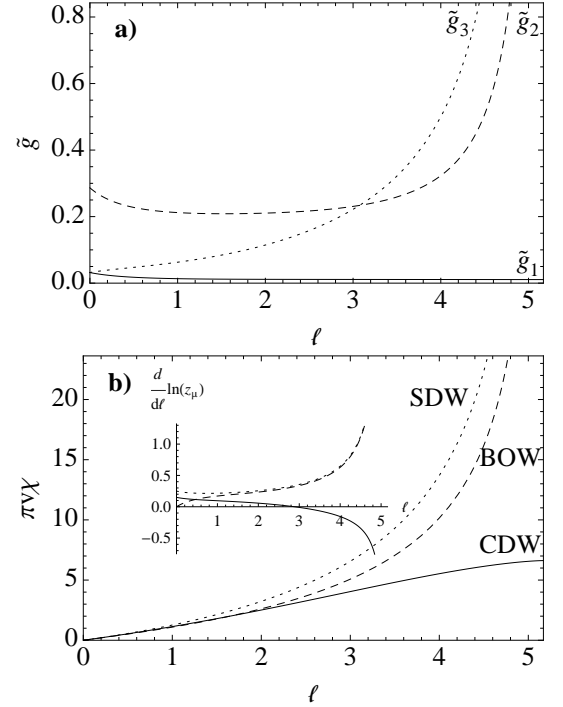 a)
g̃₃
g̃₂
0.8
0.6
g̃
0.4
0.2
g̃₁
0.0
0 1 2 3 4 5
ℓ
b)
d/dℓ ln(z_μ)
SDW
BOW
CDW
20
15
πvχ
10
5
0
1.0
0.5
0.0
-0.5
1 2 3 4 5
ℓ
0 1 2 3 4 5
ℓ